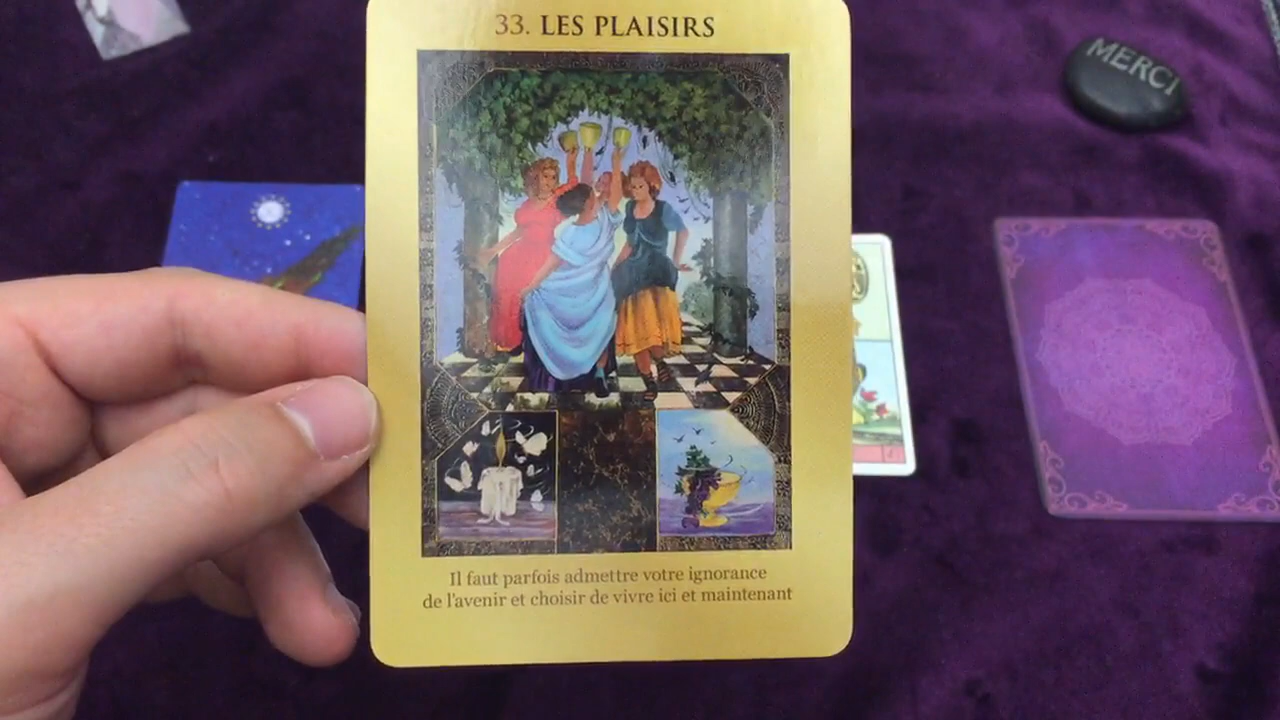 33. LES PLAISIRS
MERCI
Il faut parfois admettre votre ignorance
de l'avenir et choisir de vivre ici et maintenant